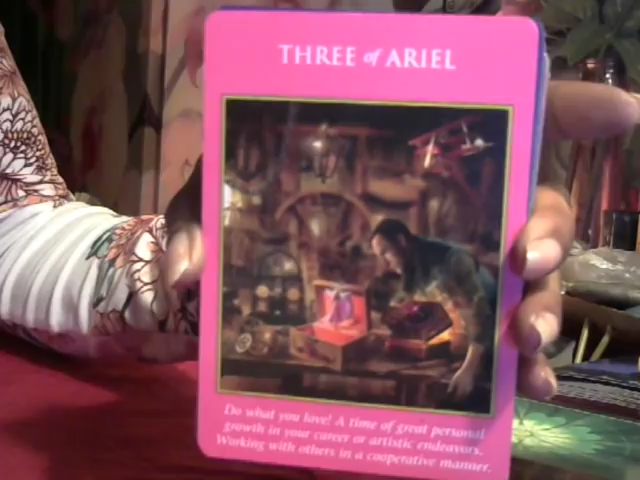 THREE of ARIEL
Do what you love! A time of great personal
growth in your career or artistic endeavors.
Working with others in a cooperative manner.